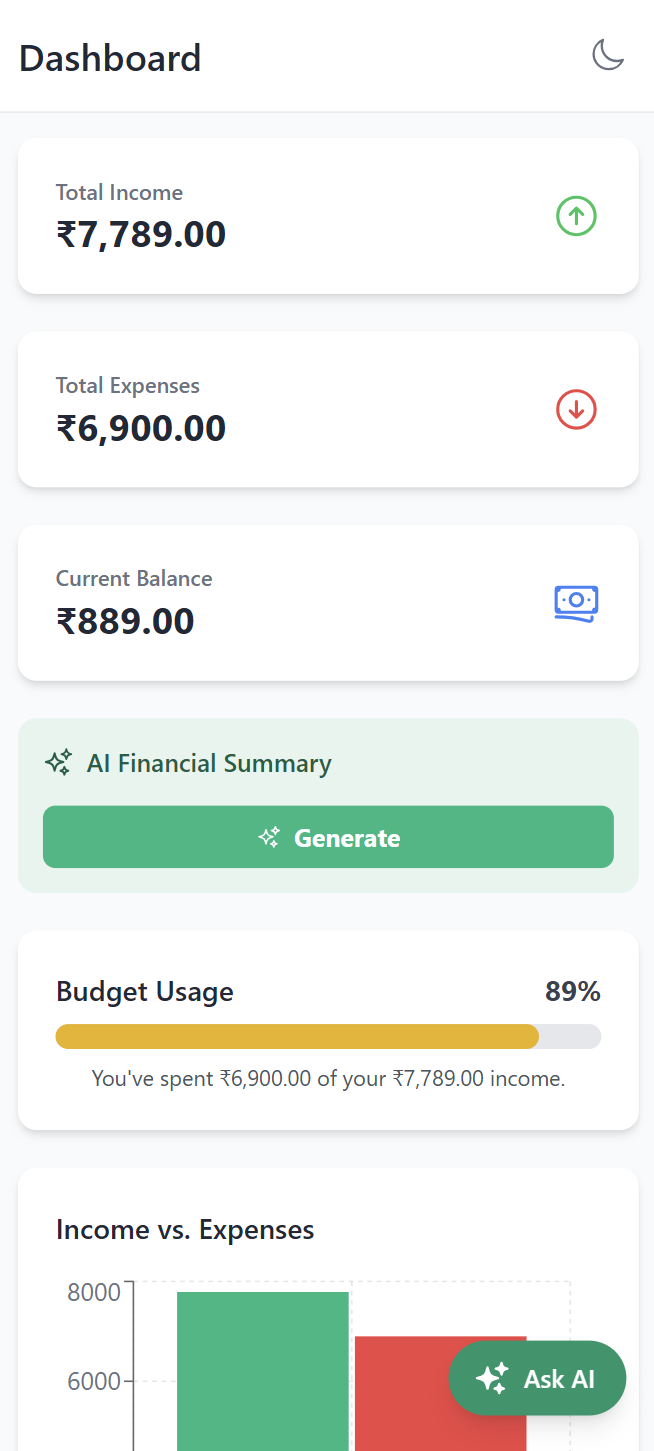 Dashboard
Total Income
₹7,789.00
Total Expenses
₹6,900.00
Current Balance
₹889.00
AI Financial Summary
Generate
Budget Usage 89%
You've spent ₹6,900.00 of your ₹7,789.00 income.
Income vs. Expenses
8000
6000
Ask AI